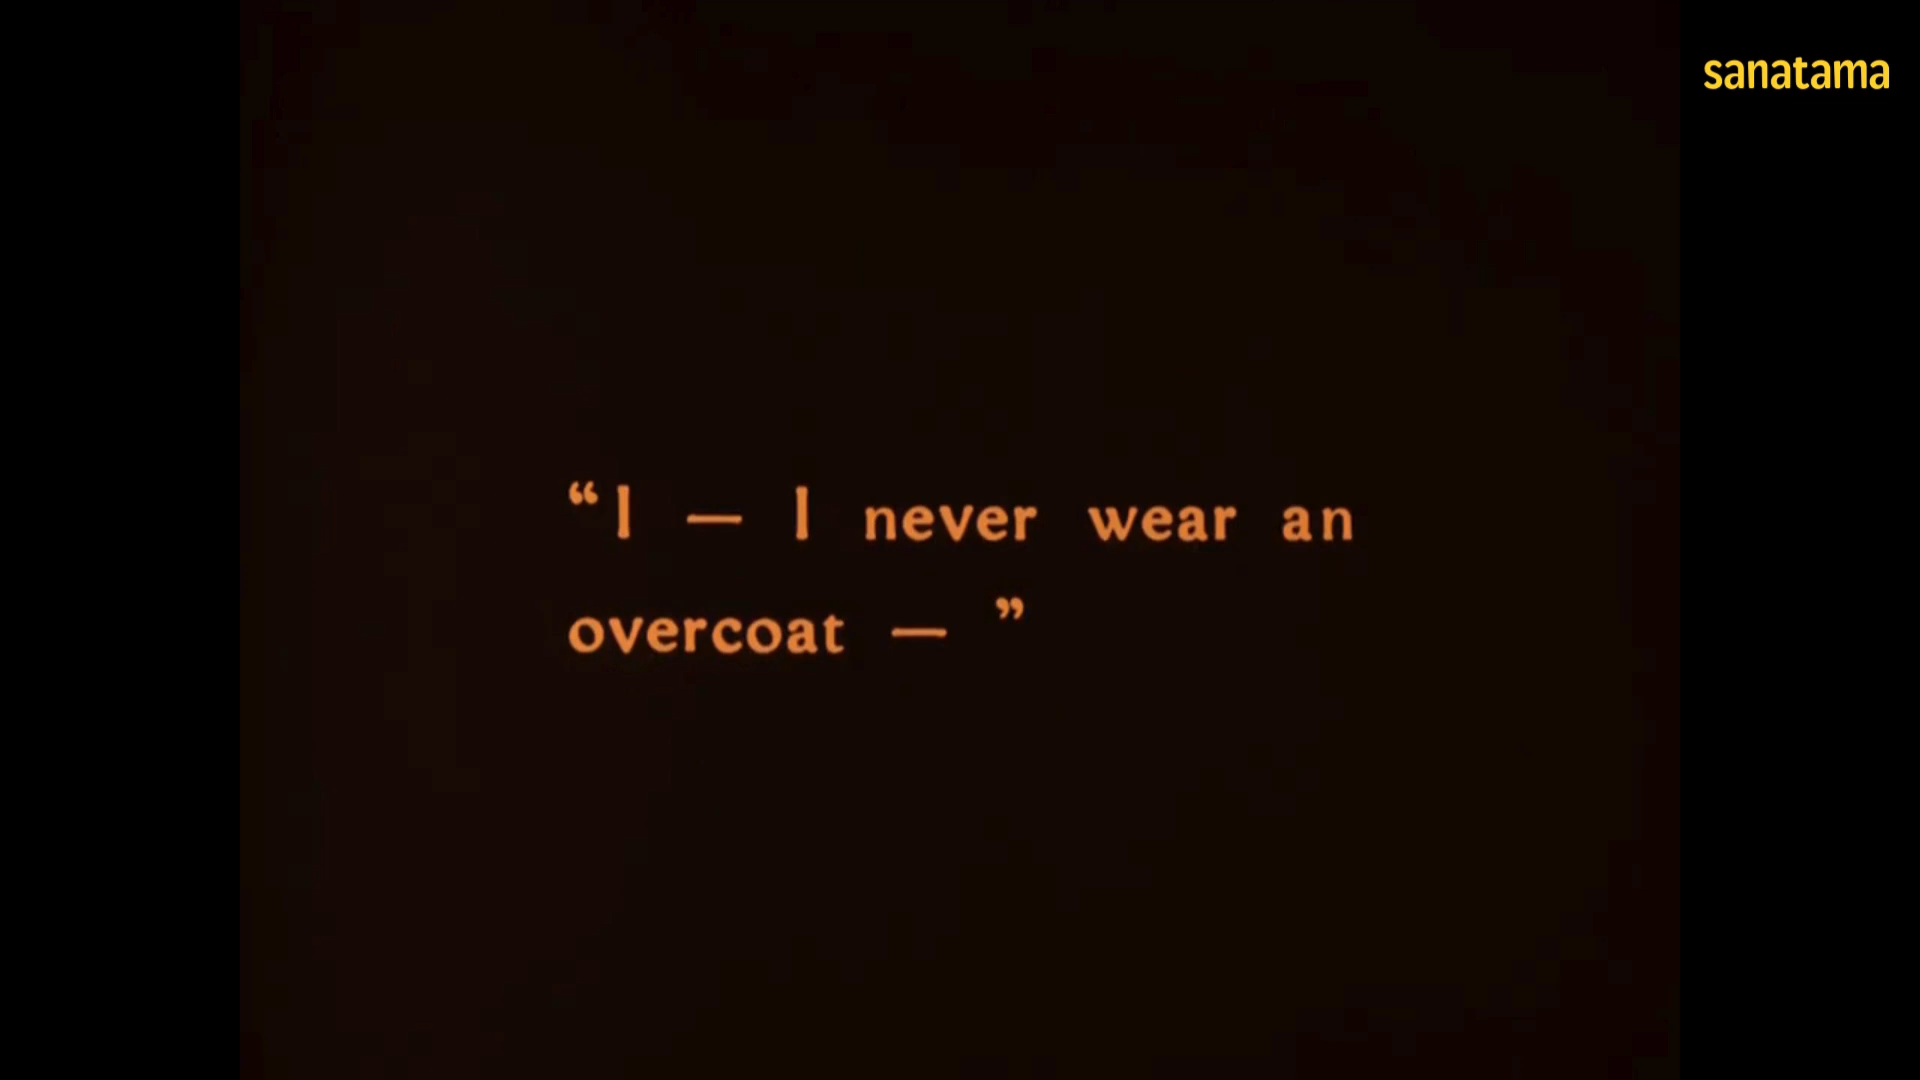 sanatama
“I — I never wear an
overcoat — ”